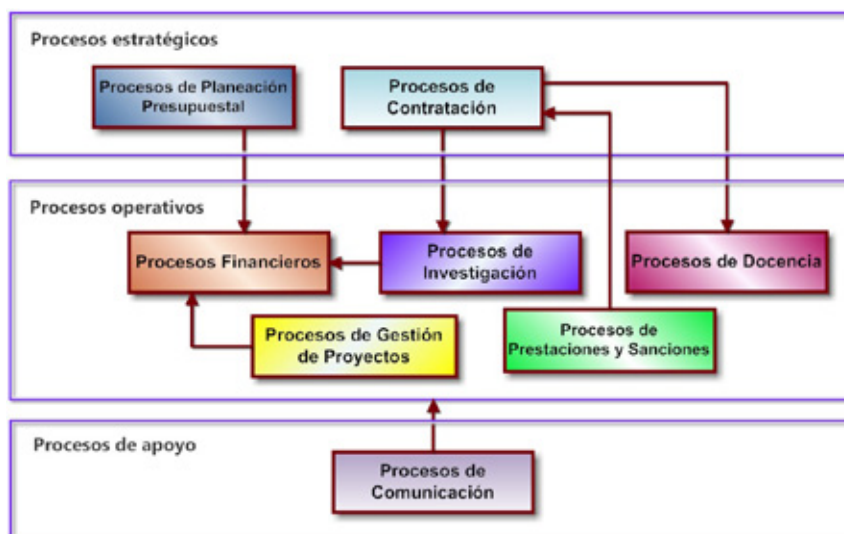 Procesos estratégicos
Procesos de Planeación
Presupuestal
Procesos de
Contratación
Procesos operativos
Procesos Financieros
Procesos de
Investigación
Procesos de Docencia
Procesos de Gestión
de Proyectos
Procesos de
Prestaciones y Sanciones
Procesos de apoyo
Procesos de
Comunicación